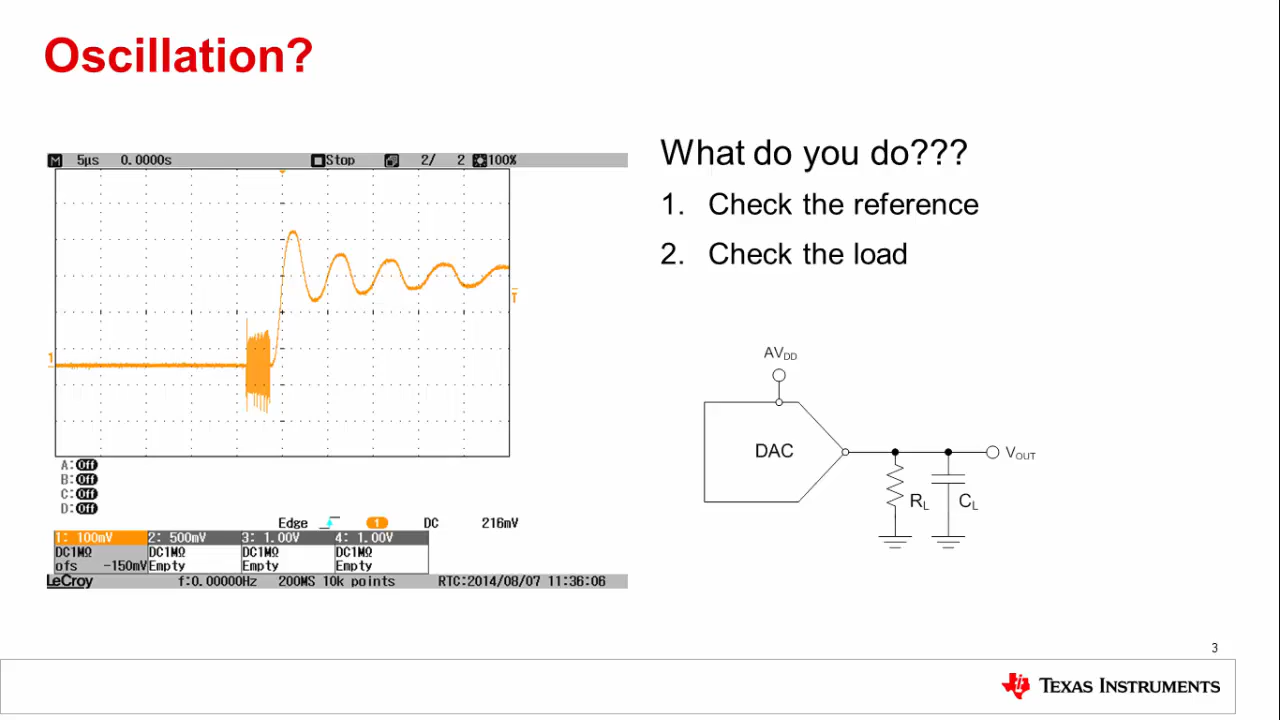 Oscillation?
M 5µs 0.0000s Stop 2/ 2 100%
T
1
A:Off
B:Off
C:Off
D:Off
Edge 1 DC 216mV
1: 100mV 2: 500mV 3: 1.00V 4: 1.00V
DC1MΩ DC1MΩ DC1MΩ DC1MΩ
ofs -150mV Empty Empty Empty
LeCroy f:0.00000Hz 200MS 10k points RTC:2014/08/07 11:36:06
What do you do???
1. Check the reference
2. Check the load
AVDD
DAC
VOUT
RL CL
3
TEXAS INSTRUMENTS